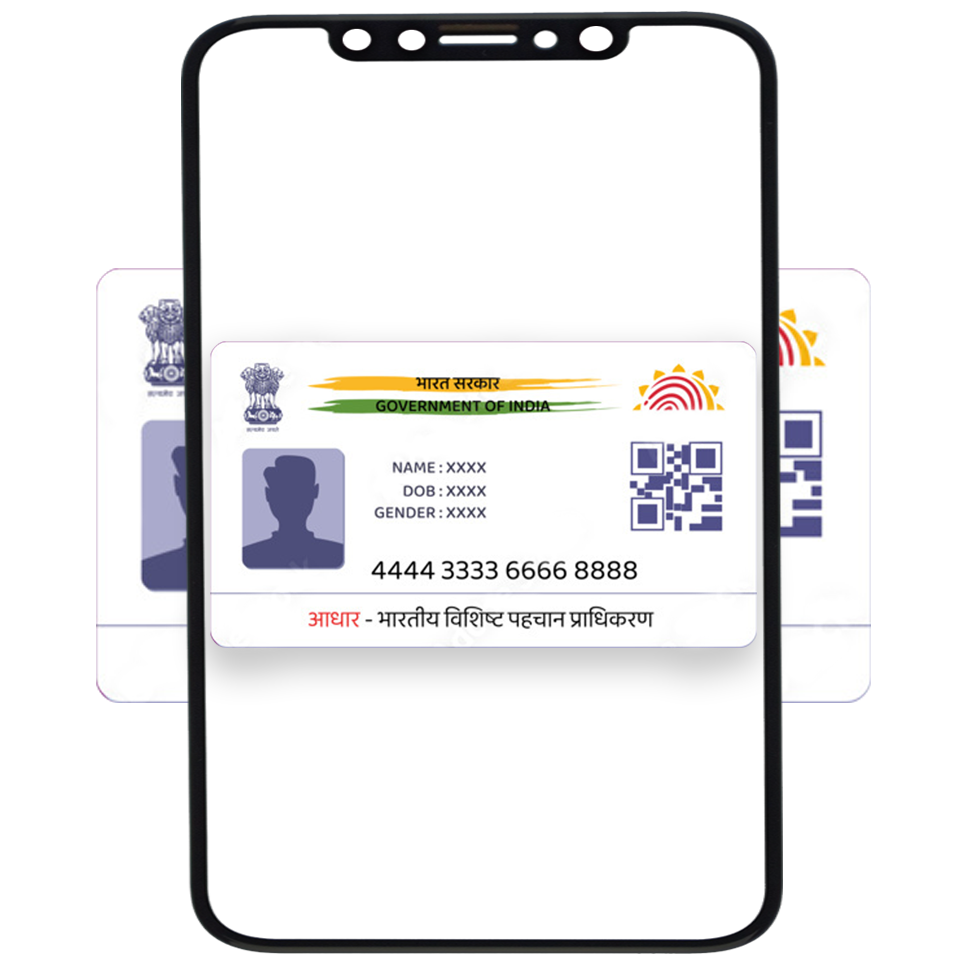 भारत सरकार
GOVERNMENT OF INDIA
NAME : XXXX
DOB : XXXX
GENDER : XXXX
4444 3333 6666 8888
आधार - भारतीय विशिष्ट पहचान प्राधिकरण